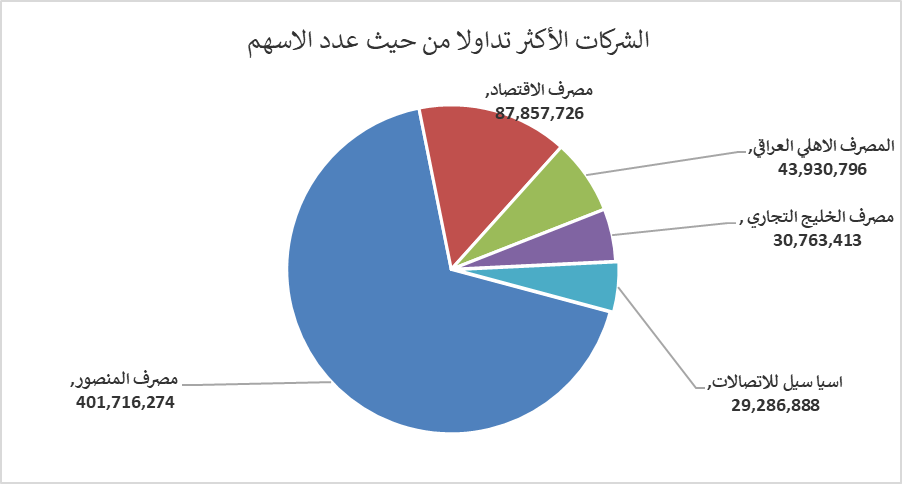 الشركات الأكثر تداولا من حيث عدد الاسهم
مصرف الاقتصاد,
87,857,726
المصرف الاهلي العراقي,
43,930,796
مصرف الخليج التجاري ,
30,763,413
اسيا سيل للاتصالات,
29,286,888
مصرف المنصور,
401,716,274